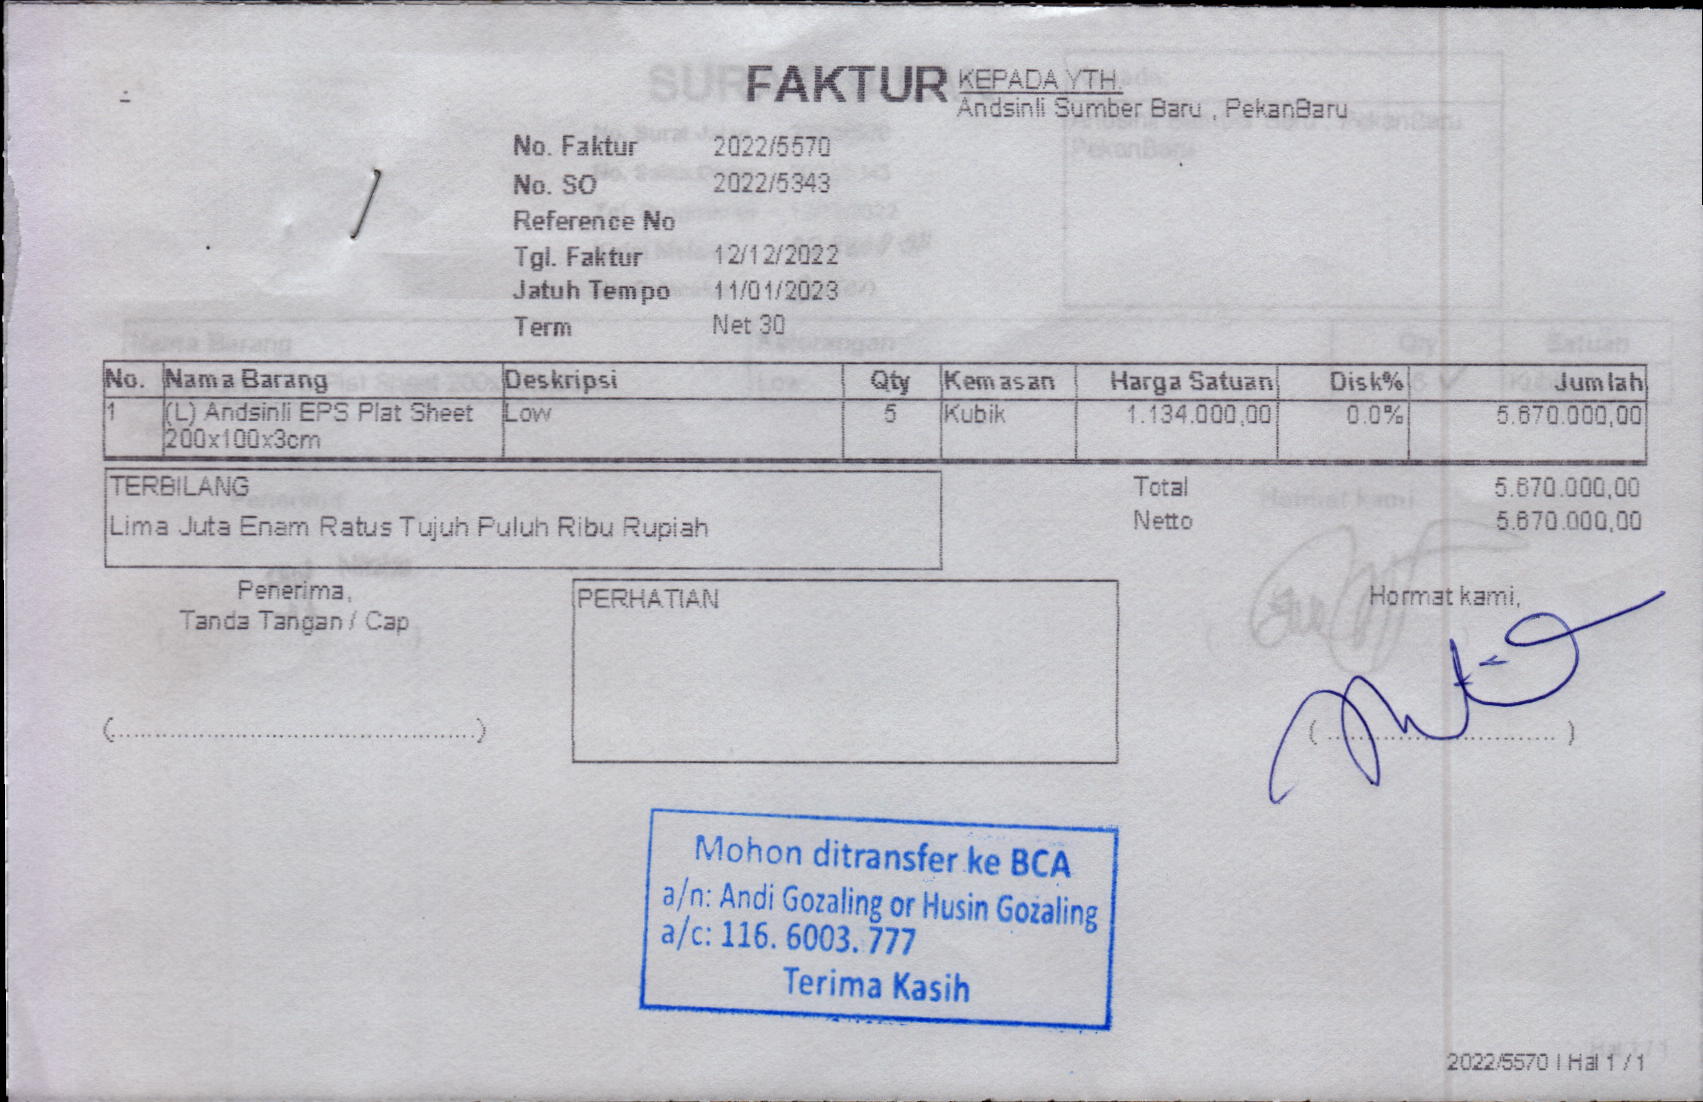 FAKTUR
KEPADA YTH.
Andsinli Sumber Baru , PekanBaru
No. Faktur 2022/5570
No. SO 2022/5343
Reference No
Tgl. Faktur 12/12/2022
Jatuh Tempo 11/01/2023
Term Net 30
No. Nama Barang Deskripsi Qty Kemasan Harga Satuan Disk% Jumlah
1 (L) Andsinli EPS Plat Sheet Low 5 Kubik 1.134.000,00 0.0% 5.670.000,00
200x100x3cm
TERBILANG
Lima Juta Enam Ratus Tujuh Puluh Ribu Rupiah
Total 5.670.000,00
Netto 5.670.000,00
Penerima,
Tanda Tangan / Cap
(..............................................)
PERHATIAN
Hormat kami,
(.............................. )
Mohon ditransfer ke BCA
a/n: Andi Gozaling or Husin Gozaling
a/c: 116. 6003. 777
Terima Kasih
2022/5570 I Hal 1 / 1